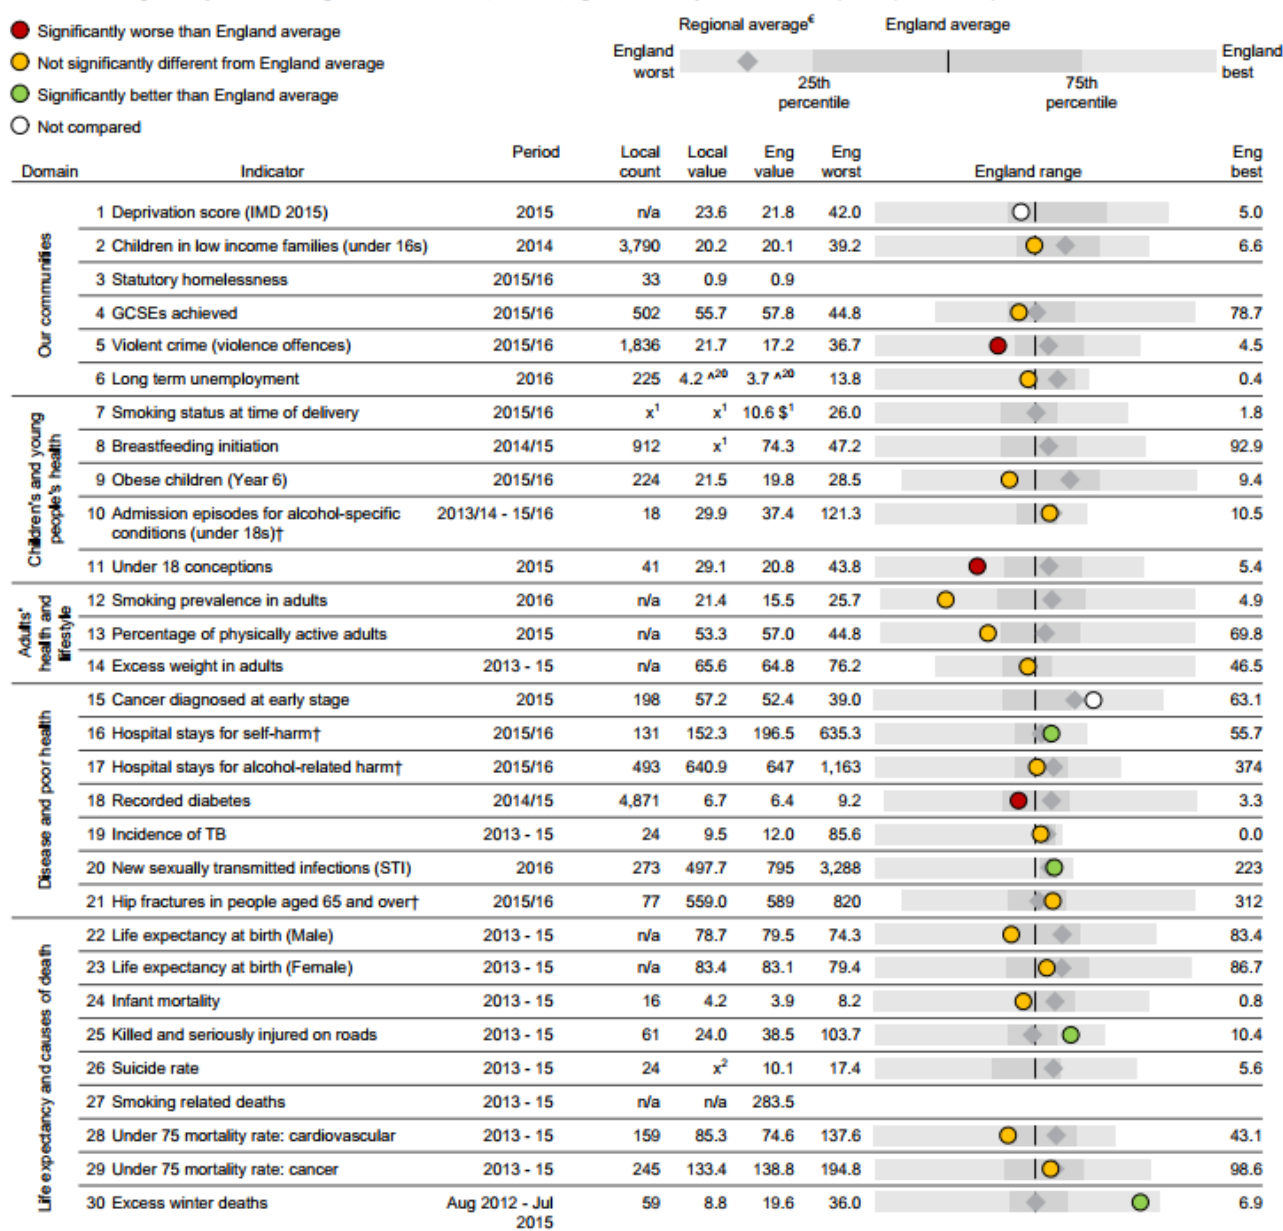 Significantly worse than England average
Not significantly different from England average
Significantly better than England average
Not compared
Regional average€ England average
England worst England best
25th percentile 75th percentile
Domain Indicator Period Local count Local value Eng value Eng worst England range Eng best
Our communities
1 Deprivation score (IMD 2015) 2015 n/a 23.6 21.8 42.0 5.0
2 Children in low income families (under 16s) 2014 3,790 20.2 20.1 39.2 6.6
3 Statutory homelessness 2015/16 33 0.9 0.9
4 GCSEs achieved 2015/16 502 55.7 57.8 44.8 78.7
5 Violent crime (violence offences) 2015/16 1,836 21.7 17.2 36.7 4.5
6 Long term unemployment 2016 225 4.2 ^20 3.7 ^20 13.8 0.4
Children's and young people's health
7 Smoking status at time of delivery 2015/16 x1 x1 10.6 $1 26.0 1.8
8 Breastfeeding initiation 2014/15 912 x1 74.3 47.2 92.9
9 Obese children (Year 6) 2015/16 224 21.5 19.8 28.5 9.4
10 Admission episodes for alcohol-specific 2013/14 - 15/16 18 29.9 37.4 121.3 10.5
conditions (under 18s)†
11 Under 18 conceptions 2015 41 29.1 20.8 43.8 5.4
Adults' health and lifestyle
12 Smoking prevalence in adults 2016 n/a 21.4 15.5 25.7 4.9
13 Percentage of physically active adults 2015 n/a 53.3 57.0 44.8 69.8
14 Excess weight in adults 2013 - 15 n/a 65.6 64.8 76.2 46.5
Disease and poor health
15 Cancer diagnosed at early stage 2015 198 57.2 52.4 39.0 63.1
16 Hospital stays for self-harm† 2015/16 131 152.3 196.5 635.3 55.7
17 Hospital stays for alcohol-related harm† 2015/16 493 640.9 647 1,163 374
18 Recorded diabetes 2014/15 4,871 6.7 6.4 9.2 3.3
19 Incidence of TB 2013 - 15 24 9.5 12.0 85.6 0.0
20 New sexually transmitted infections (STI) 2016 273 497.7 795 3,288 223
21 Hip fractures in people aged 65 and over† 2015/16 77 559.0 589 820 312
Life expectancy and causes of death
22 Life expectancy at birth (Male) 2013 - 15 n/a 78.7 79.5 74.3 83.4
23 Life expectancy at birth (Female) 2013 - 15 n/a 83.4 83.1 79.4 86.7
24 Infant mortality 2013 - 15 16 4.2 3.9 8.2 0.8
25 Killed and seriously injured on roads 2013 - 15 61 24.0 38.5 103.7 10.4
26 Suicide rate 2013 - 15 24 x2 10.1 17.4 5.6
27 Smoking related deaths 2013 - 15 n/a n/a 283.5
28 Under 75 mortality rate: cardiovascular 2013 - 15 159 85.3 74.6 137.6 43.1
29 Under 75 mortality rate: cancer 2013 - 15 245 133.4 138.8 194.8 98.6
30 Excess winter deaths Aug 2012 - Jul 59 8.8 19.6 36.0 6.9
2015